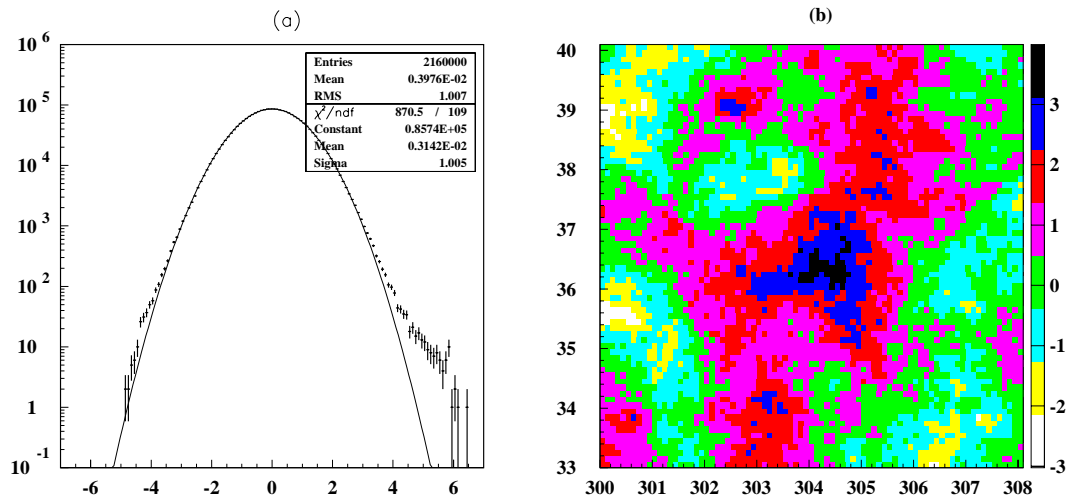 (a)
(b)
10 6
10 5
10 4
10 3
10 2
10
1
10 -1
-6 -4 -2 0 2 4 6
Entries 2160000
Mean 0.3976E-02
RMS 1.007
χ²/ndf 870.5 / 109
Constant 0.8574E+05
Mean 0.3142E-02
Sigma 1.005
40
39
38
37
36
35
34
33
300 301 302 303 304 305 306 307 308
3
2
1
0
-1
-2
-3